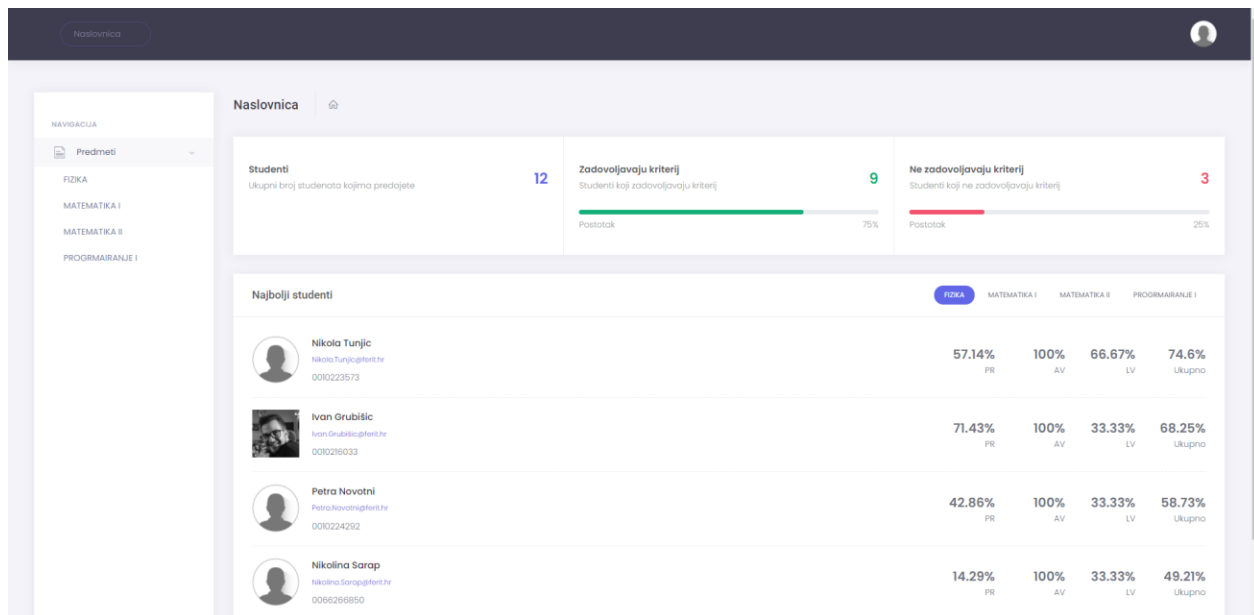 Naslovnica
NAVIGACIJA
Predmeti
FIZIKA
MATEMATIKA I
MATEMATIKA II
PROGRMAIRANJE I
Naslovnica
Studenti
Ukupni broj studenata kojima predajete
12
Zadovoljavaju kriterij
Studenti koji zadovoljavaju kriterij
9
Postotak 75%
Ne zadovoljavaju kriterij
Studenti koji ne zadovoljavaju kriterij
3
Postotak 25%
Najbolji studenti
FIZIKA MATEMATIKA I MATEMATIKA II PROGRMAIRANJE I
Nikola Tunjic
Nikola.Tunjic@ferit.hr
0010223573
57.14% 100% 66.67% 74.6%
PR AV LV Ukupno
Ivan Grubišic
Ivan.Grubišic@ferit.hr
0010216033
71.43% 100% 33.33% 68.25%
PR AV LV Ukupno
Petra Novotni
Petra.Novotni@ferit.hr
0010224292
42.86% 100% 33.33% 58.73%
PR AV LV Ukupno
Nikolina Sarap
Nikolina.Sarap@ferit.hr
0066266850
14.29% 100% 33.33% 49.21%
PR AV LV Ukupno